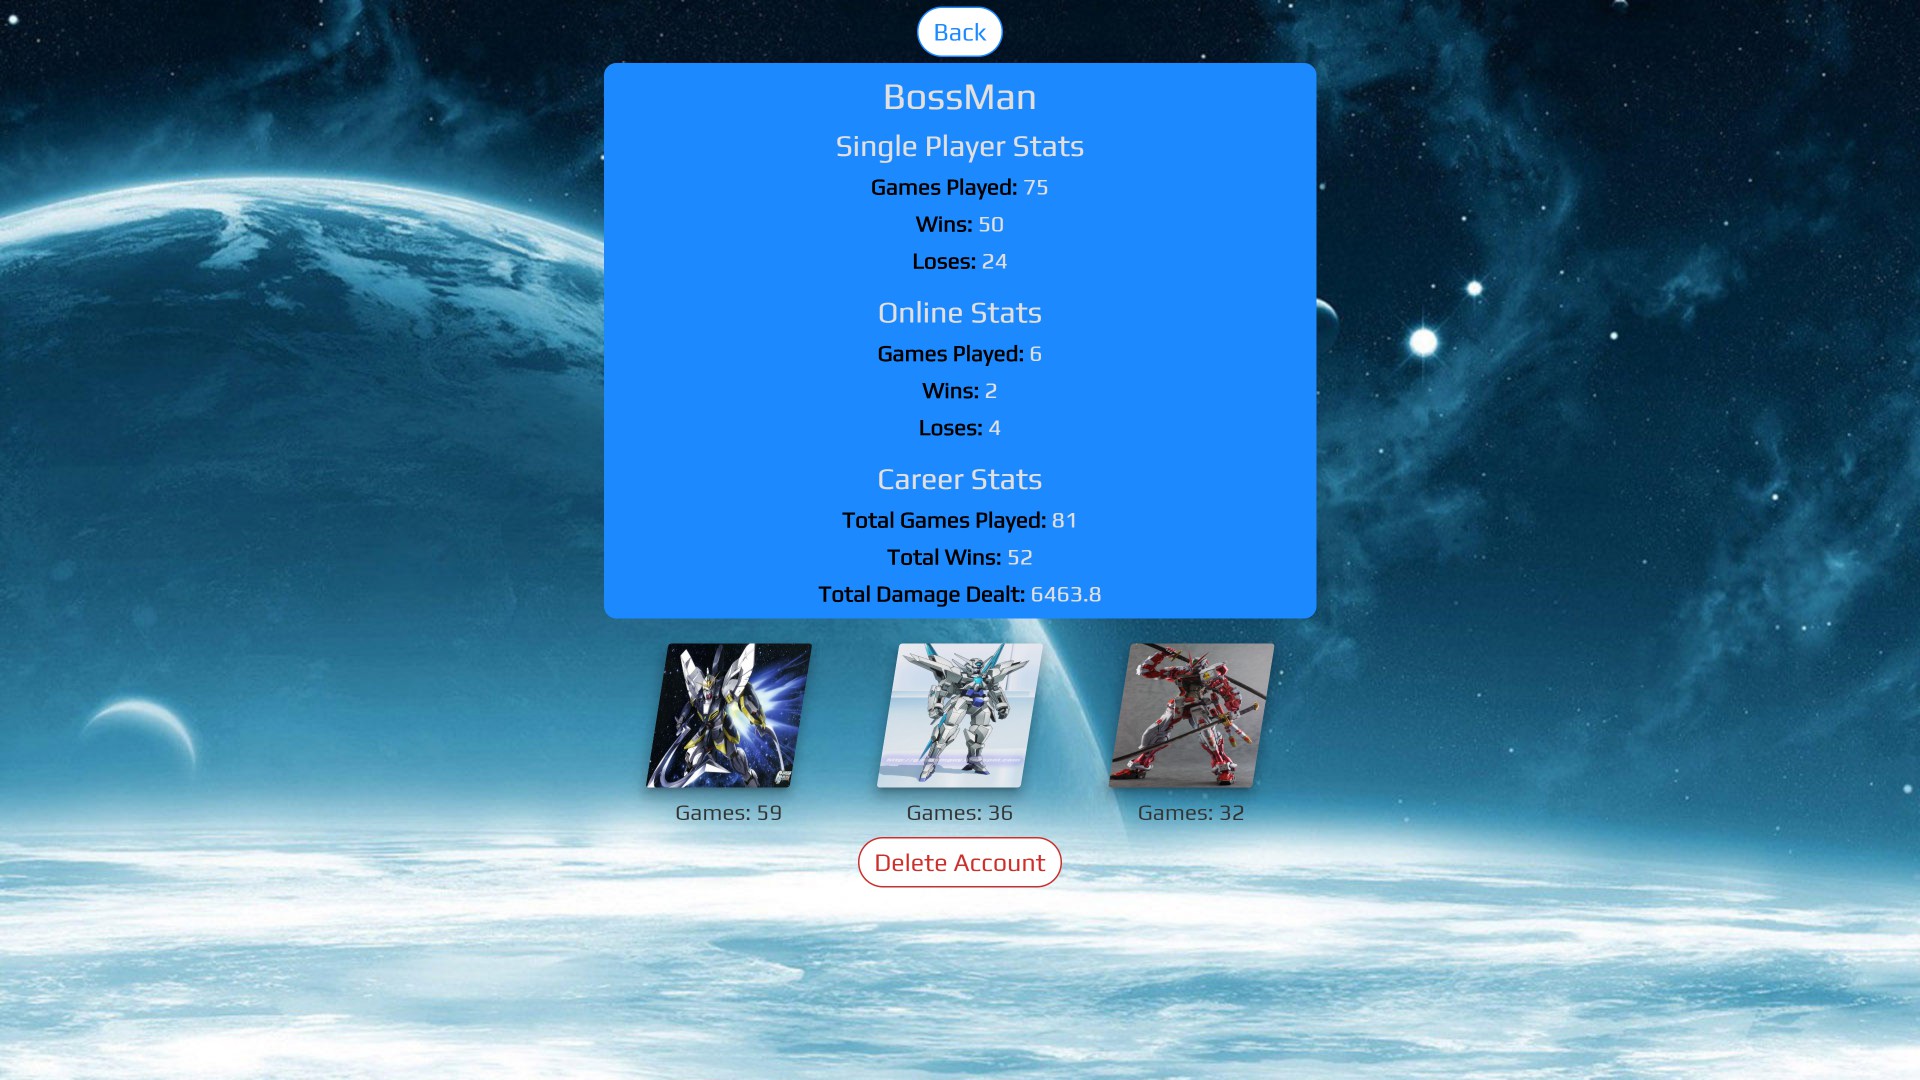 Back
BossMan
Single Player Stats
Games Played: 75
Wins: 50
Loses: 24
Online Stats
Games Played: 6
Wins: 2
Loses: 4
Career Stats
Total Games Played: 81
Total Wins: 52
Total Damage Dealt: 6463.8
Games: 59
Games: 36
Games: 32
Delete Account